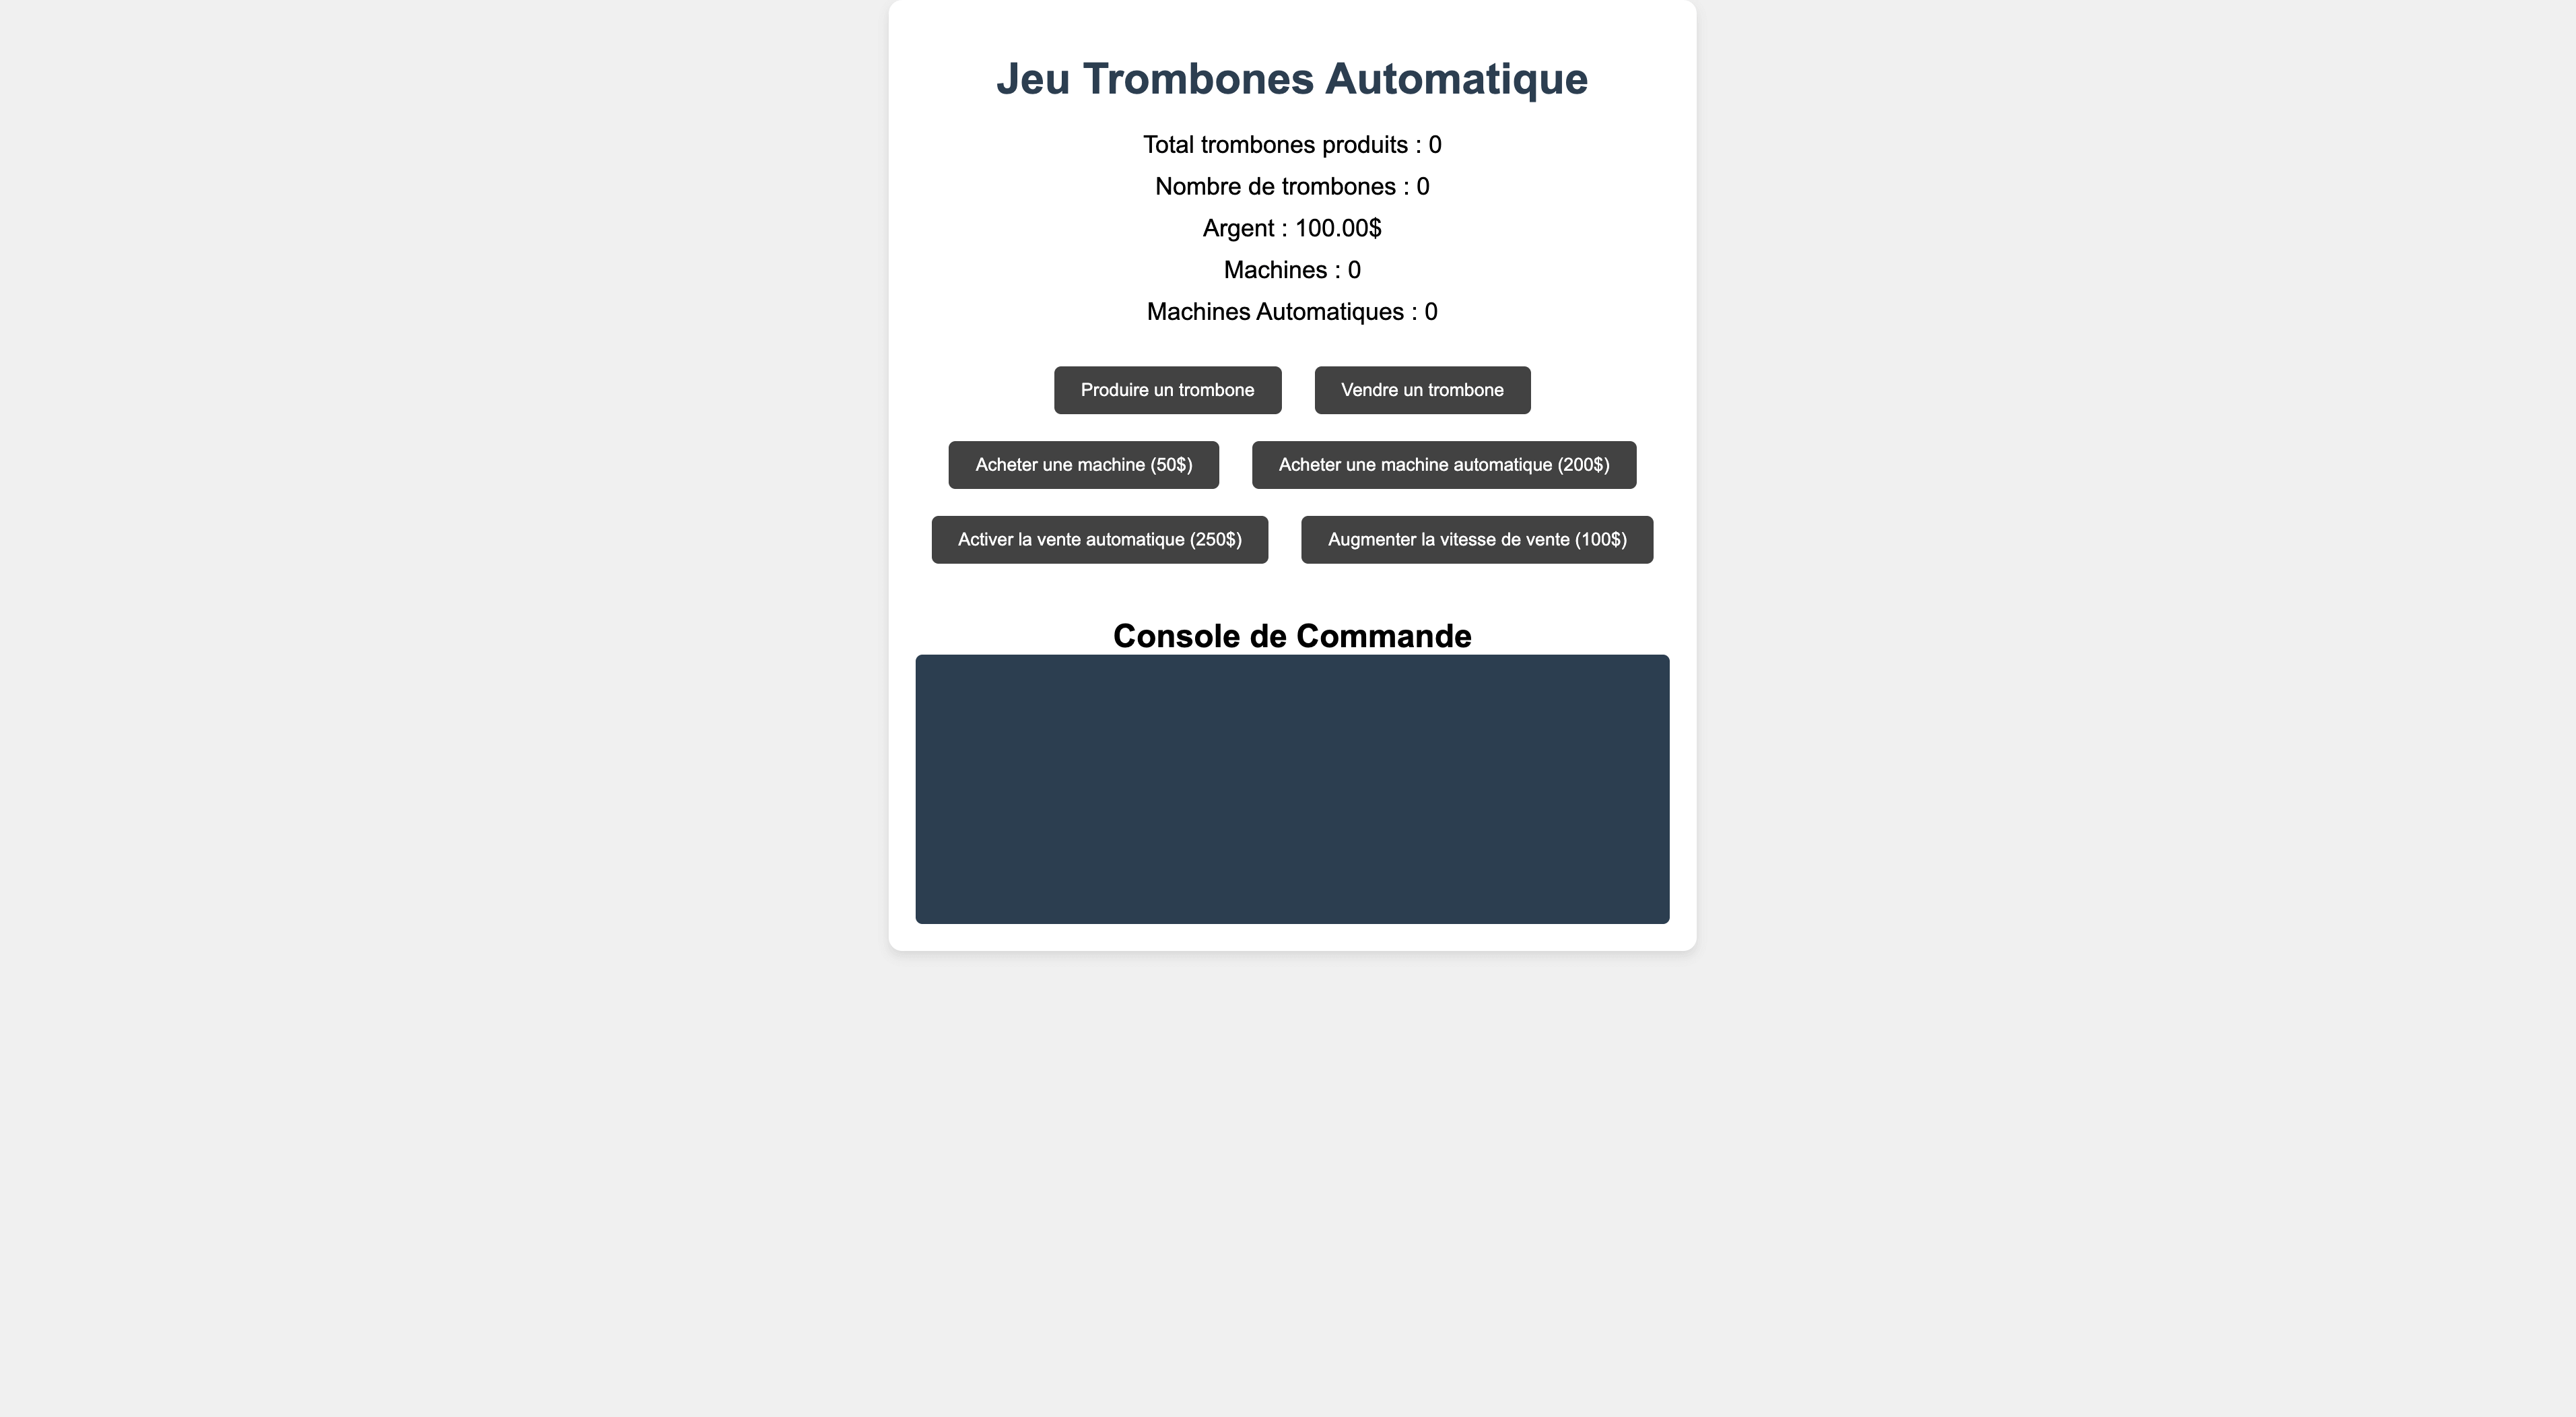 Jeu Trombones Automatique
Total trombones produits : 0
Nombre de trombones : 0
Argent : 100.00$
Machines : 0
Machines Automatiques : 0
Produire un trombone
Vendre un trombone
Acheter une machine (50$)
Acheter une machine automatique (200$)
Activer la vente automatique (250$)
Augmenter la vitesse de vente (100$)
Console de Commande